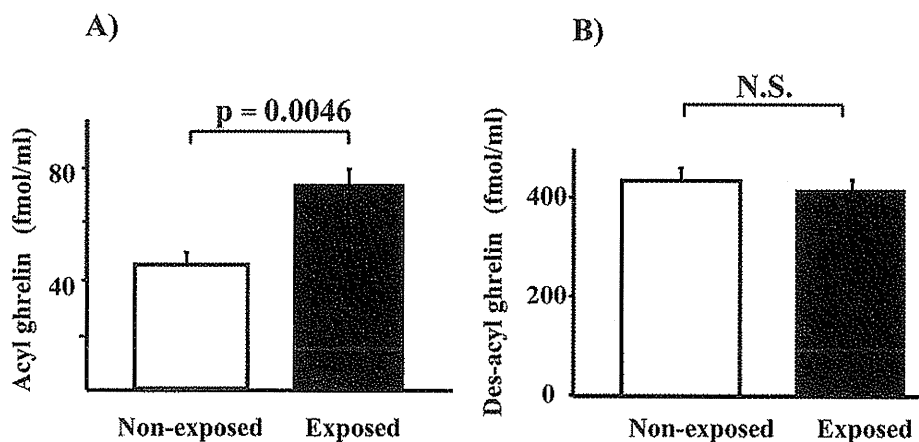 A)
p = 0.0046
Acyl ghrelin (fmol/ml)
80
40
Non-exposed Exposed
B)
N.S.
Des-acyl ghrelin (fmol/ml)
400
200
0
Non-exposed Exposed